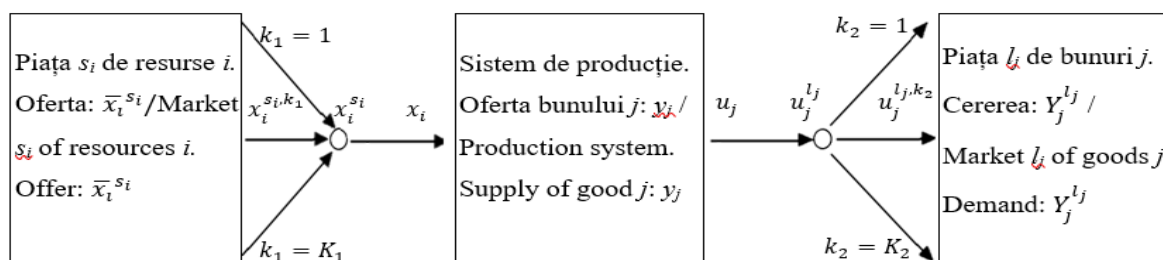 Piața s_i de resurse i.
Oferta: x̅_ι^{s_i}/Market
s_i of resources i.
Offer: x̅_ι^{s_i}
k_1 = 1
x_i^{s_i,k_1}
x_i^{s_i}
x_i
k_1 = K_1
Sistem de producție.
Oferta bunului j: y_j /
Production system.
Supply of good j: y_j
u_j
u_j^{l_j}
k_2 = 1
u_j^{l_j,k_2}
k_2 = K_2
Piața l_j de bunuri j.
Cererea: Y_j^{l_j} /
Market l_j of goods j
Demand: Y_j^{l_j}